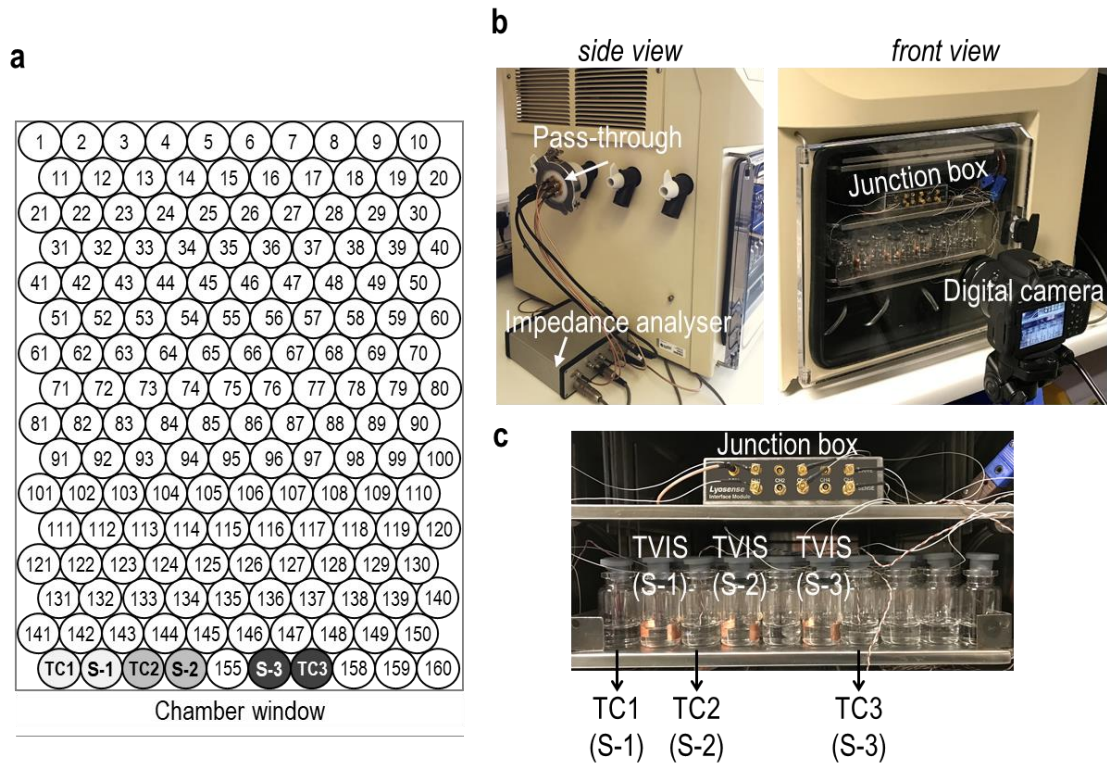 a
1 2 3 4 5 6 7 8 9 10
11 12 13 14 15 16 17 18 19 20
21 22 23 24 25 26 27 28 29 30
31 32 33 34 35 36 37 38 39 40
41 42 43 44 45 46 47 48 49 50
51 52 53 54 55 56 57 58 59 60
61 62 63 64 65 66 67 68 69 70
71 72 73 74 75 76 77 78 79 80
81 82 83 84 85 86 87 88 89 90
91 92 93 94 95 96 97 98 99 100
101 102 103 104 105 106 107 108 109 110
111 112 113 114 115 116 117 118 119 120
121 122 123 124 125 126 127 128 129 130
131 132 133 134 135 136 137 138 139 140
141 142 143 144 145 146 147 148 149 150
TC1 S-1 TC2 S-2 155 S-3 TC3 158 159 160
Chamber window
b
side view
Pass-through
Impedance analyser
front view
Junction box
Digital camera
c
Junction box
Lyosense
Interface Module
CH2
TVIS TVIS TVIS
(S-1) (S-2) (S-3)
TC1 TC2 TC3
(S-1) (S-2) (S-3)